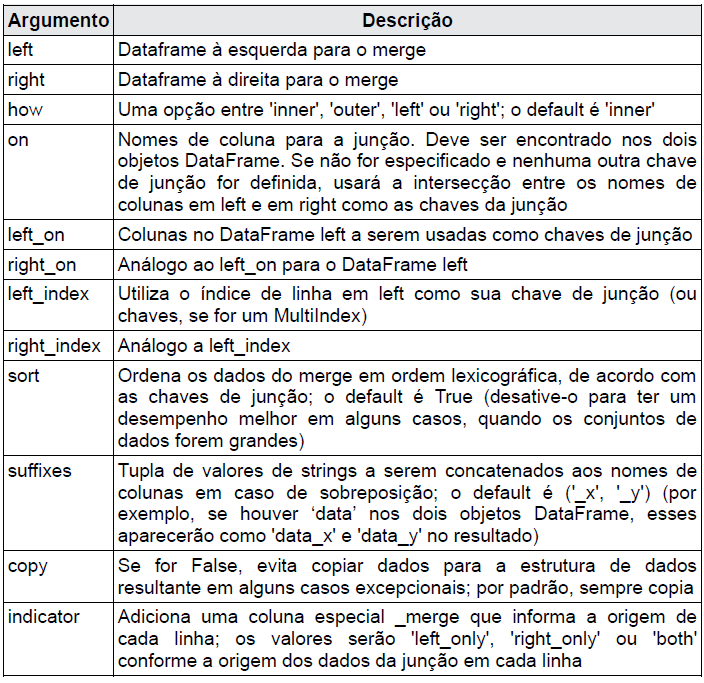 Argumento Descrição
left Dataframe à esquerda para o merge
right Dataframe à direita para o merge
how Uma opção entre 'inner', 'outer', 'left' ou 'right'; o default é 'inner'
on Nomes de coluna para a junção. Deve ser encontrado nos dois
objetos DataFrame. Se não for especificado e nenhuma outra chave
de junção for definida, usará a intersecção entre os nomes de
colunas em left e em right como as chaves da junção
left_on Colunas no DataFrame left a serem usadas como chaves de junção
right_on Análogo ao left_on para o DataFrame left
left_index Utiliza o índice de linha em left como sua chave de junção (ou
chaves, se for um MultiIndex)
right_index Análogo a left_index
sort Ordena os dados do merge em ordem lexicográfica, de acordo com
as chaves de junção; o default é True (desative-o para ter um
desempenho melhor em alguns casos, quando os conjuntos de
dados forem grandes)
suffixes Tupla de valores de strings a serem concatenados aos nomes de
colunas em caso de sobreposição; o default é ('_x', '_y') (por
exemplo, se houver ‘data’ nos dois objetos DataFrame, esses
aparecerão como 'data_x' e 'data_y' no resultado)
copy Se for False, evita copiar dados para a estrutura de dados
resultante em alguns casos excepcionais; por padrão, sempre copia
indicator Adiciona uma coluna especial _merge que informa a origem de
cada linha; os valores serão 'left_only', 'right_only' ou 'both'
conforme a origem dos dados da junção em cada linha